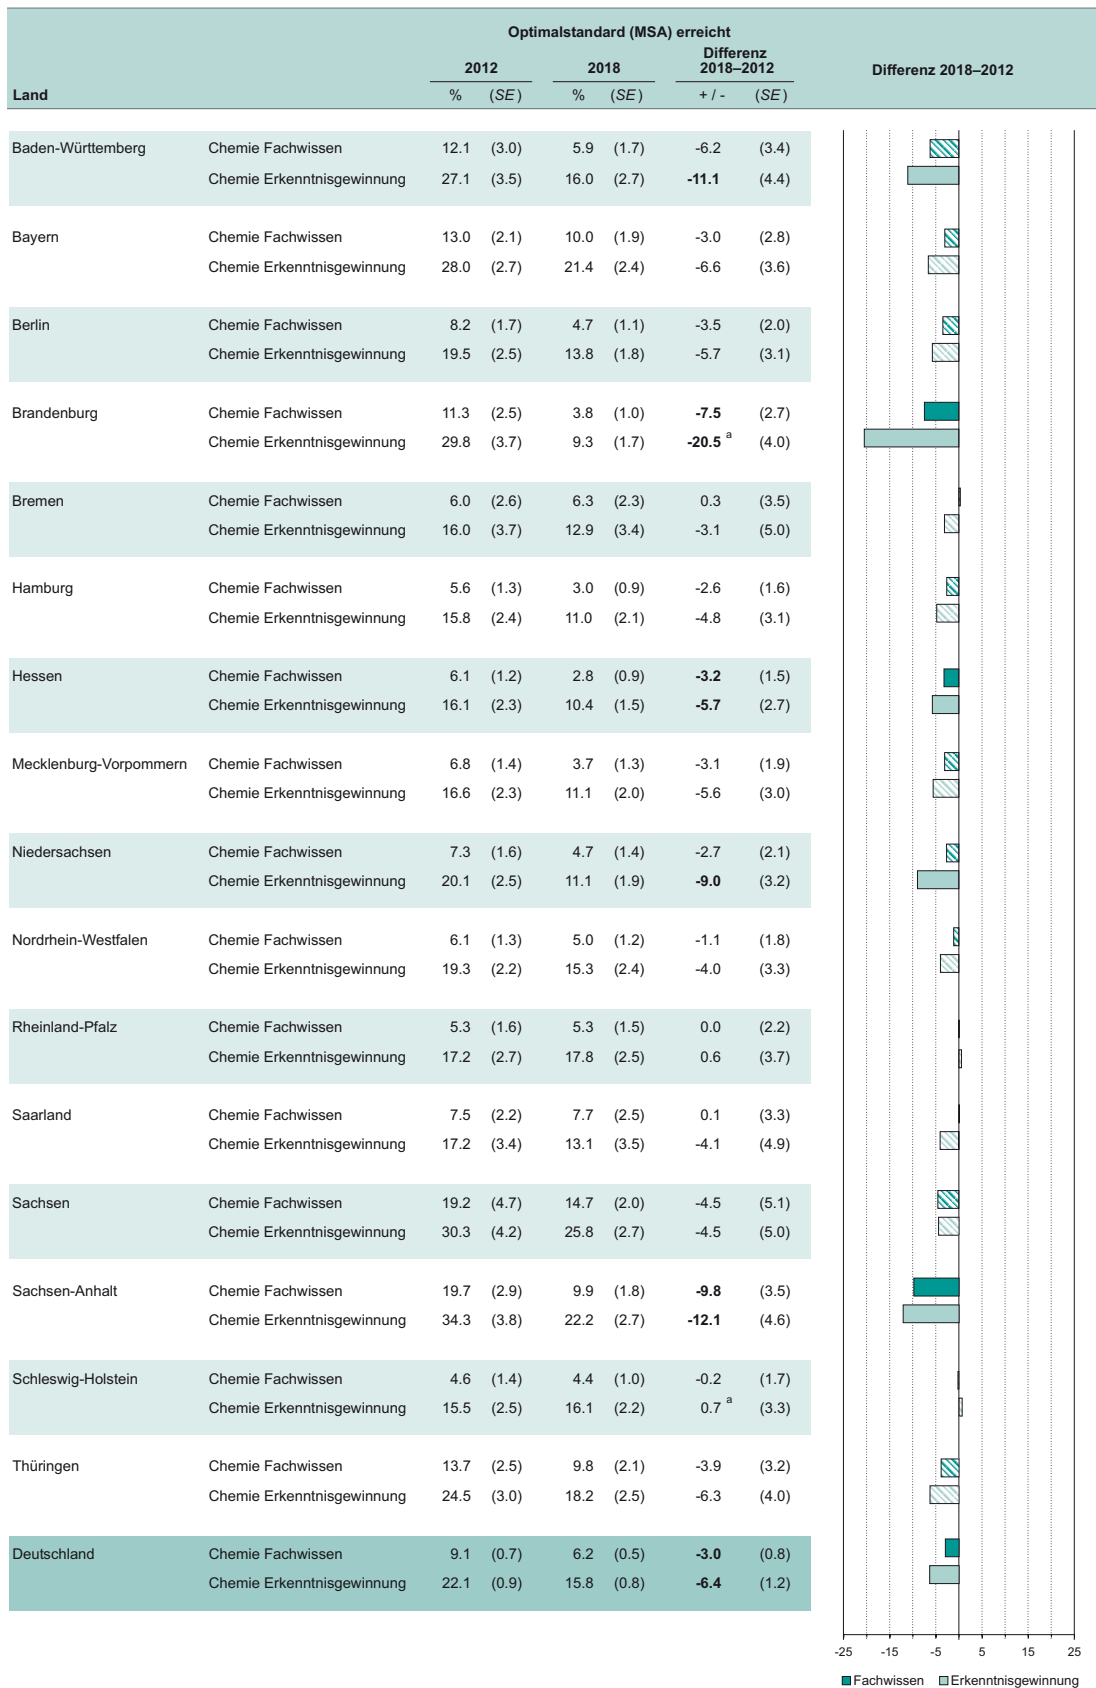 Optimalstandard (MSA) erreicht
2012 2018 Differenz 2018–2012 Differenz 2018–2012
Land % (SE) % (SE) + / - (SE)
Baden-Württemberg Chemie Fachwissen 12.1 (3.0) 5.9 (1.7) -6.2 (3.4)
Chemie Erkenntnisgewinnung 27.1 (3.5) 16.0 (2.7) -11.1 (4.4)
Bayern Chemie Fachwissen 13.0 (2.1) 10.0 (1.9) -3.0 (2.8)
Chemie Erkenntnisgewinnung 28.0 (2.7) 21.4 (2.4) -6.6 (3.6)
Berlin Chemie Fachwissen 8.2 (1.7) 4.7 (1.1) -3.5 (2.0)
Chemie Erkenntnisgewinnung 19.5 (2.5) 13.8 (1.8) -5.7 (3.1)
Brandenburg Chemie Fachwissen 11.3 (2.5) 3.8 (1.0) -7.5 (2.7)
Chemie Erkenntnisgewinnung 29.8 (3.7) 9.3 (1.7) -20.5 a (4.0)
Bremen Chemie Fachwissen 6.0 (2.6) 6.3 (2.3) 0.3 (3.5)
Chemie Erkenntnisgewinnung 16.0 (3.7) 12.9 (3.4) -3.1 (5.0)
Hamburg Chemie Fachwissen 5.6 (1.3) 3.0 (0.9) -2.6 (1.6)
Chemie Erkenntnisgewinnung 15.8 (2.4) 11.0 (2.1) -4.8 (3.1)
Hessen Chemie Fachwissen 6.1 (1.2) 2.8 (0.9) -3.2 (1.5)
Chemie Erkenntnisgewinnung 16.1 (2.3) 10.4 (1.5) -5.7 (2.7)
Mecklenburg-Vorpommern Chemie Fachwissen 6.8 (1.4) 3.7 (1.3) -3.1 (1.9)
Chemie Erkenntnisgewinnung 16.6 (2.3) 11.1 (2.0) -5.6 (3.0)
Niedersachsen Chemie Fachwissen 7.3 (1.6) 4.7 (1.4) -2.7 (2.1)
Chemie Erkenntnisgewinnung 20.1 (2.5) 11.1 (1.9) -9.0 (3.2)
Nordrhein-Westfalen Chemie Fachwissen 6.1 (1.3) 5.0 (1.2) -1.1 (1.8)
Chemie Erkenntnisgewinnung 19.3 (2.2) 15.3 (2.4) -4.0 (3.3)
Rheinland-Pfalz Chemie Fachwissen 5.3 (1.6) 5.3 (1.5) 0.0 (2.2)
Chemie Erkenntnisgewinnung 17.2 (2.7) 17.8 (2.5) 0.6 (3.7)
Saarland Chemie Fachwissen 7.5 (2.2) 7.7 (2.5) 0.1 (3.3)
Chemie Erkenntnisgewinnung 17.2 (3.4) 13.1 (3.5) -4.1 (4.9)
Sachsen Chemie Fachwissen 19.2 (4.7) 14.7 (2.0) -4.5 (5.1)
Chemie Erkenntnisgewinnung 30.3 (4.2) 25.8 (2.7) -4.5 (5.0)
Sachsen-Anhalt Chemie Fachwissen 19.7 (2.9) 9.9 (1.8) -9.8 (3.5)
Chemie Erkenntnisgewinnung 34.3 (3.8) 22.2 (2.7) -12.1 (4.6)
Schleswig-Holstein Chemie Fachwissen 4.6 (1.4) 4.4 (1.0) -0.2 (1.7)
Chemie Erkenntnisgewinnung 15.5 (2.5) 16.1 (2.2) 0.7 a (3.3)
Thüringen Chemie Fachwissen 13.7 (2.5) 9.8 (2.1) -3.9 (3.2)
Chemie Erkenntnisgewinnung 24.5 (3.0) 18.2 (2.5) -6.3 (4.0)
Deutschland Chemie Fachwissen 9.1 (0.7) 6.2 (0.5) -3.0 (0.8)
Chemie Erkenntnisgewinnung 22.1 (0.9) 15.8 (0.8) -6.4 (1.2)
-25 -15 -5 5 15 25
Fachwissen Erkenntnisgewinnung